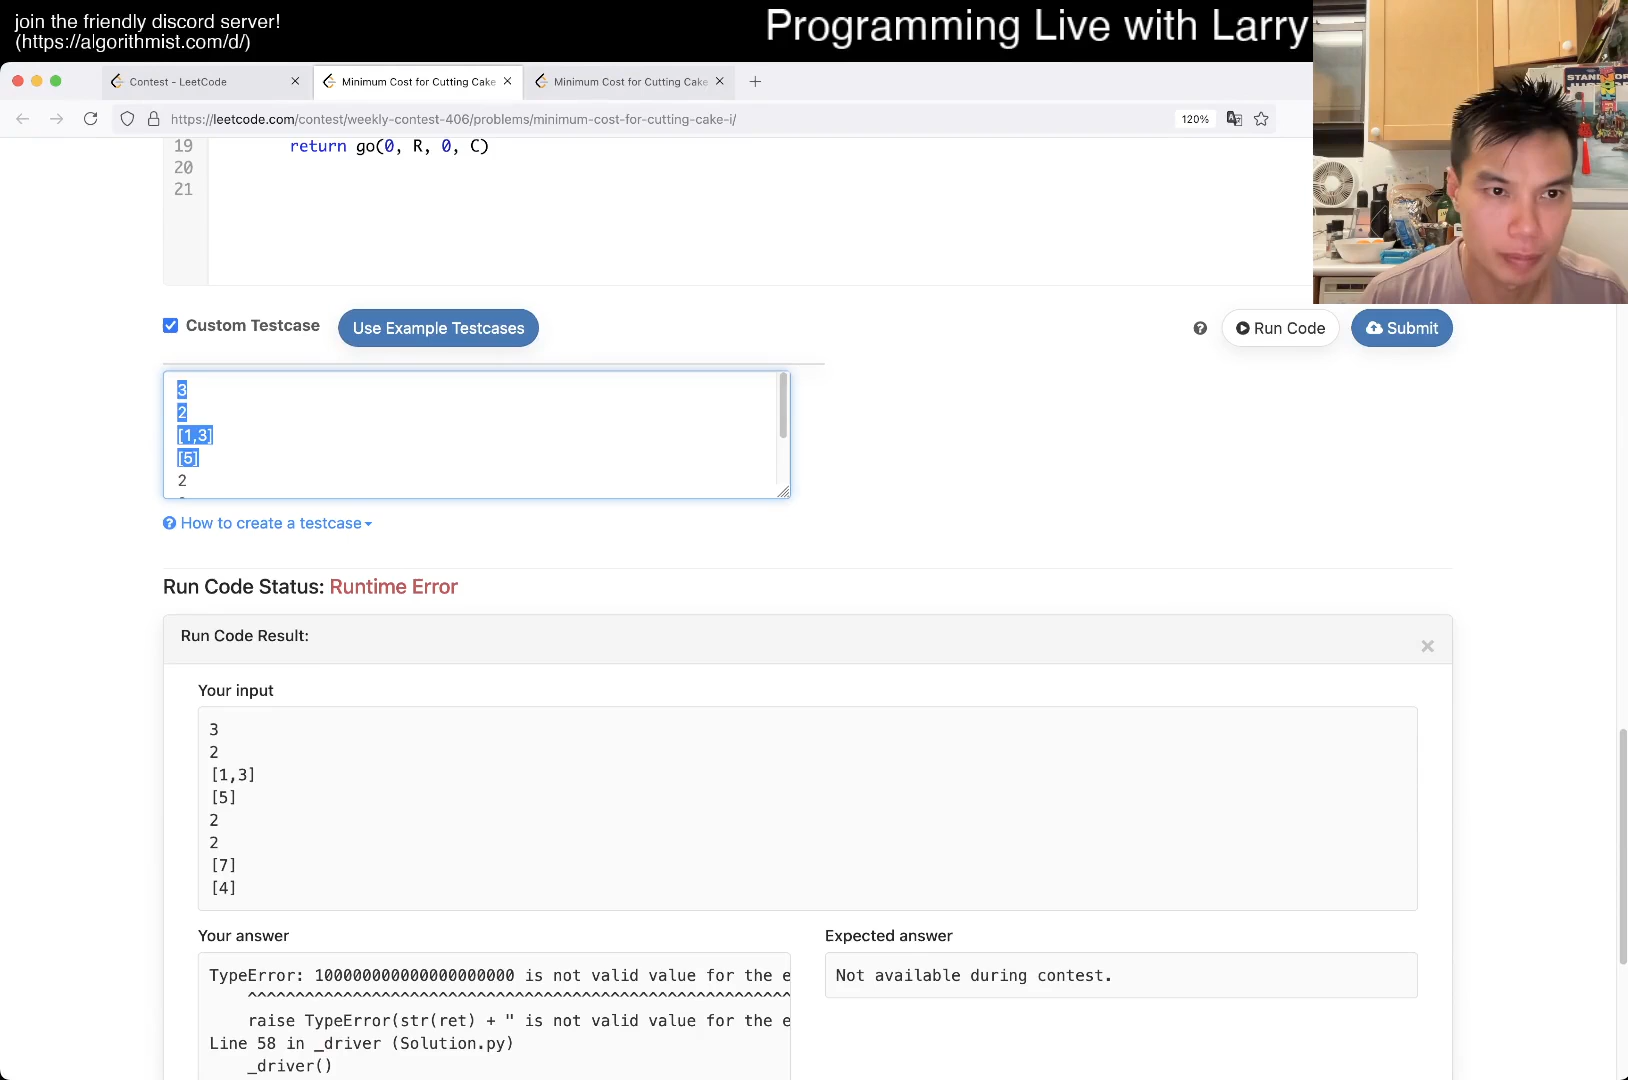 join the friendly discord server!
(https://algorithmist.com/d/)
Programming Live with Larry
Contest - LeetCode
Minimum Cost for Cutting Cake
Minimum Cost for Cutting Cake
https://leetcode.com/contest/weekly-contest-406/problems/minimum-cost-for-cutting-cake-i/
120%
19 return go(0, R, 0, C)
20
21
Custom Testcase
Use Example Testcases
Run Code
Submit
3
2
[1,3]
[5]
2
How to create a testcase
Run Code Status: Runtime Error
Run Code Result:
Your input
3
2
[1,3]
[5]
2
2
[7]
[4]
Your answer
Expected answer
TypeError: 100000000000000000000 is not valid value for the e
Not available during contest.
raise TypeError(str(ret) + " is not valid value for the e
Line 58 in _driver (Solution.py)
_driver()